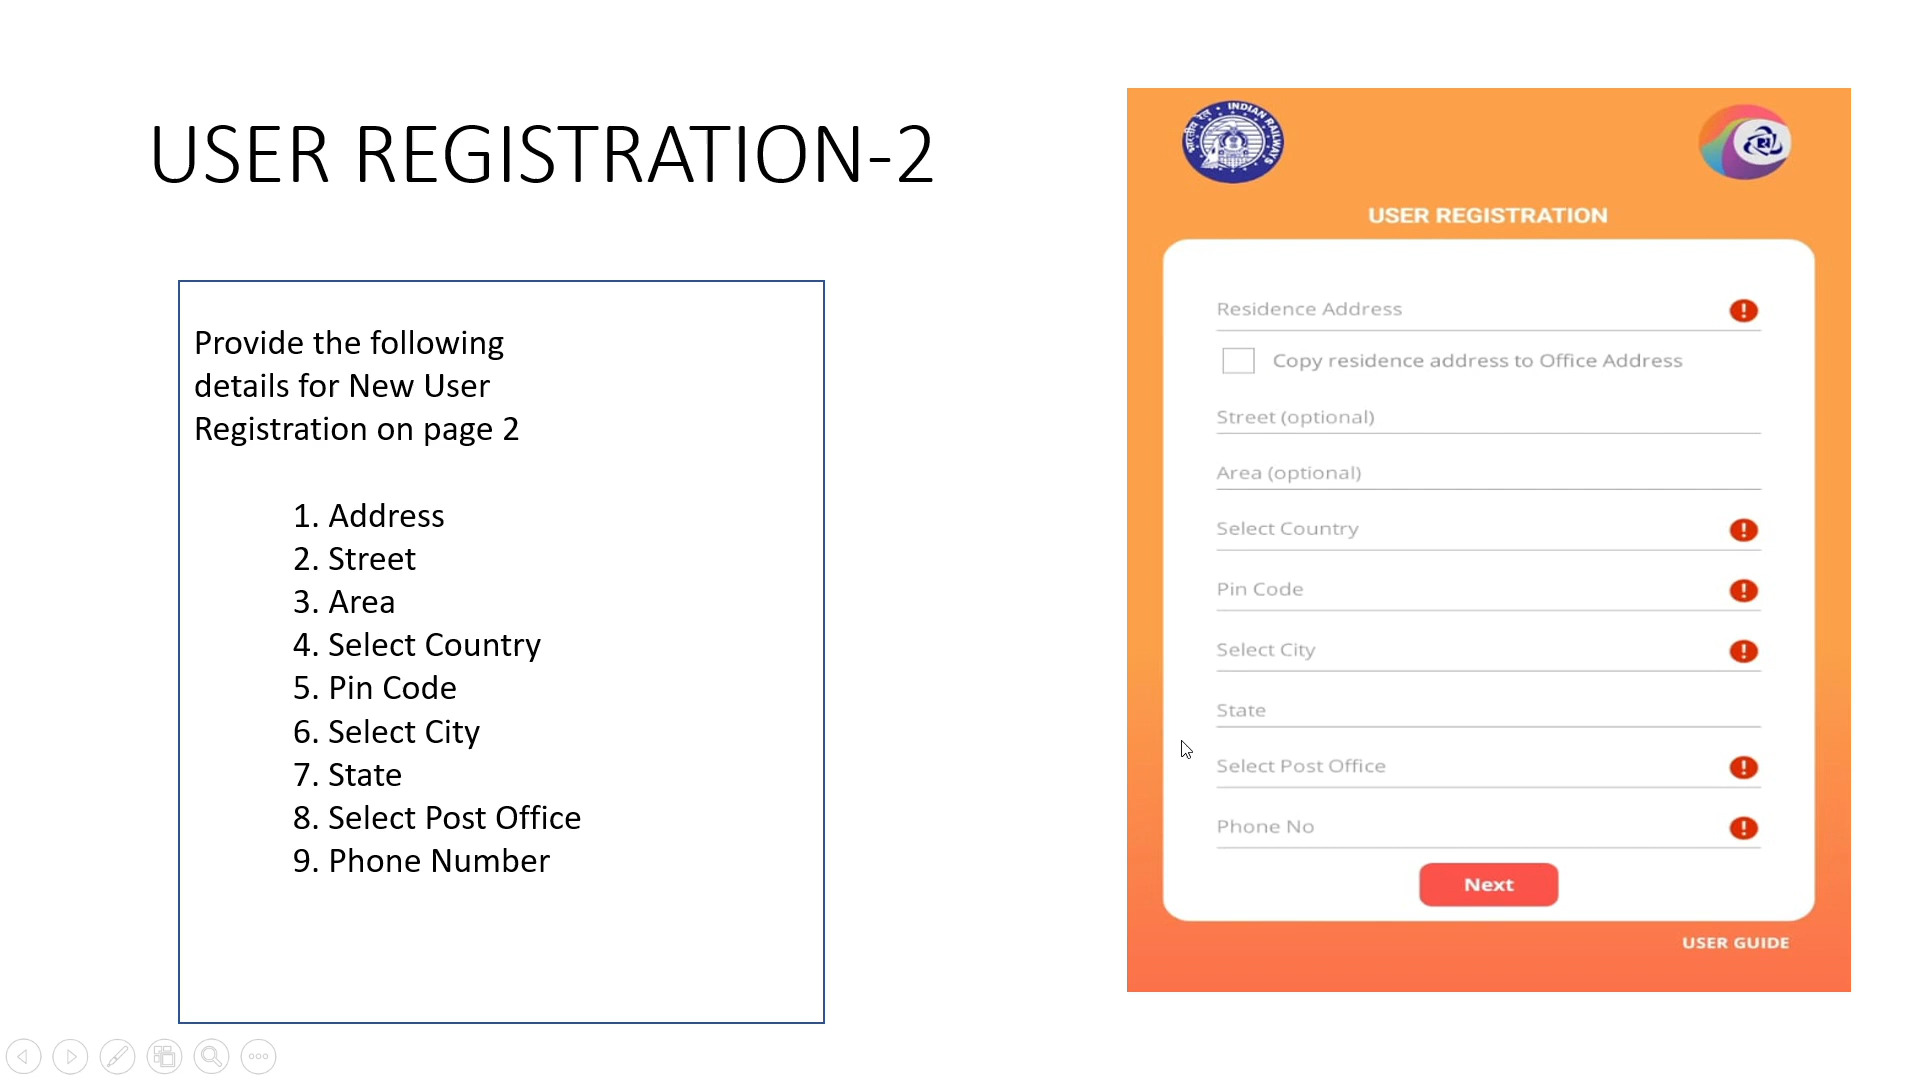 USER REGISTRATION-2
Provide the following
details for New User
Registration on page 2
1. Address
2. Street
3. Area
4. Select Country
5. Pin Code
6. Select City
7. State
8. Select Post Office
9. Phone Number
INDIAN RAILWAYS
भारतीय रेल
USER REGISTRATION
Residence Address
Copy residence address to Office Address
Street (optional)
Area (optional)
Select Country
Pin Code
Select City
State
Select Post Office
Phone No
Next
USER GUIDE